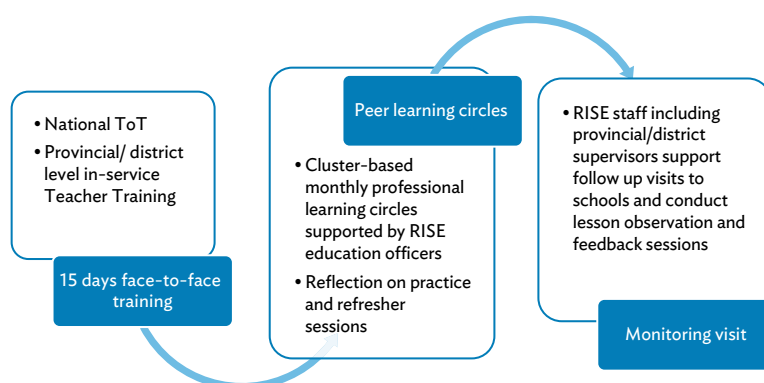 • National ToT
• Provincial/ district
level in-service
Teacher Training
15 days face-to-face
training
Peer learning circles
• Cluster-based
monthly professional
learning circles
supported by RISE
education officers
• Reflection on practice
and refresher
sessions
• RISE staff including
provincial/district
supervisors support
follow up visits to
schools and conduct
lesson observation and
feedback sessions
Monitoring visit